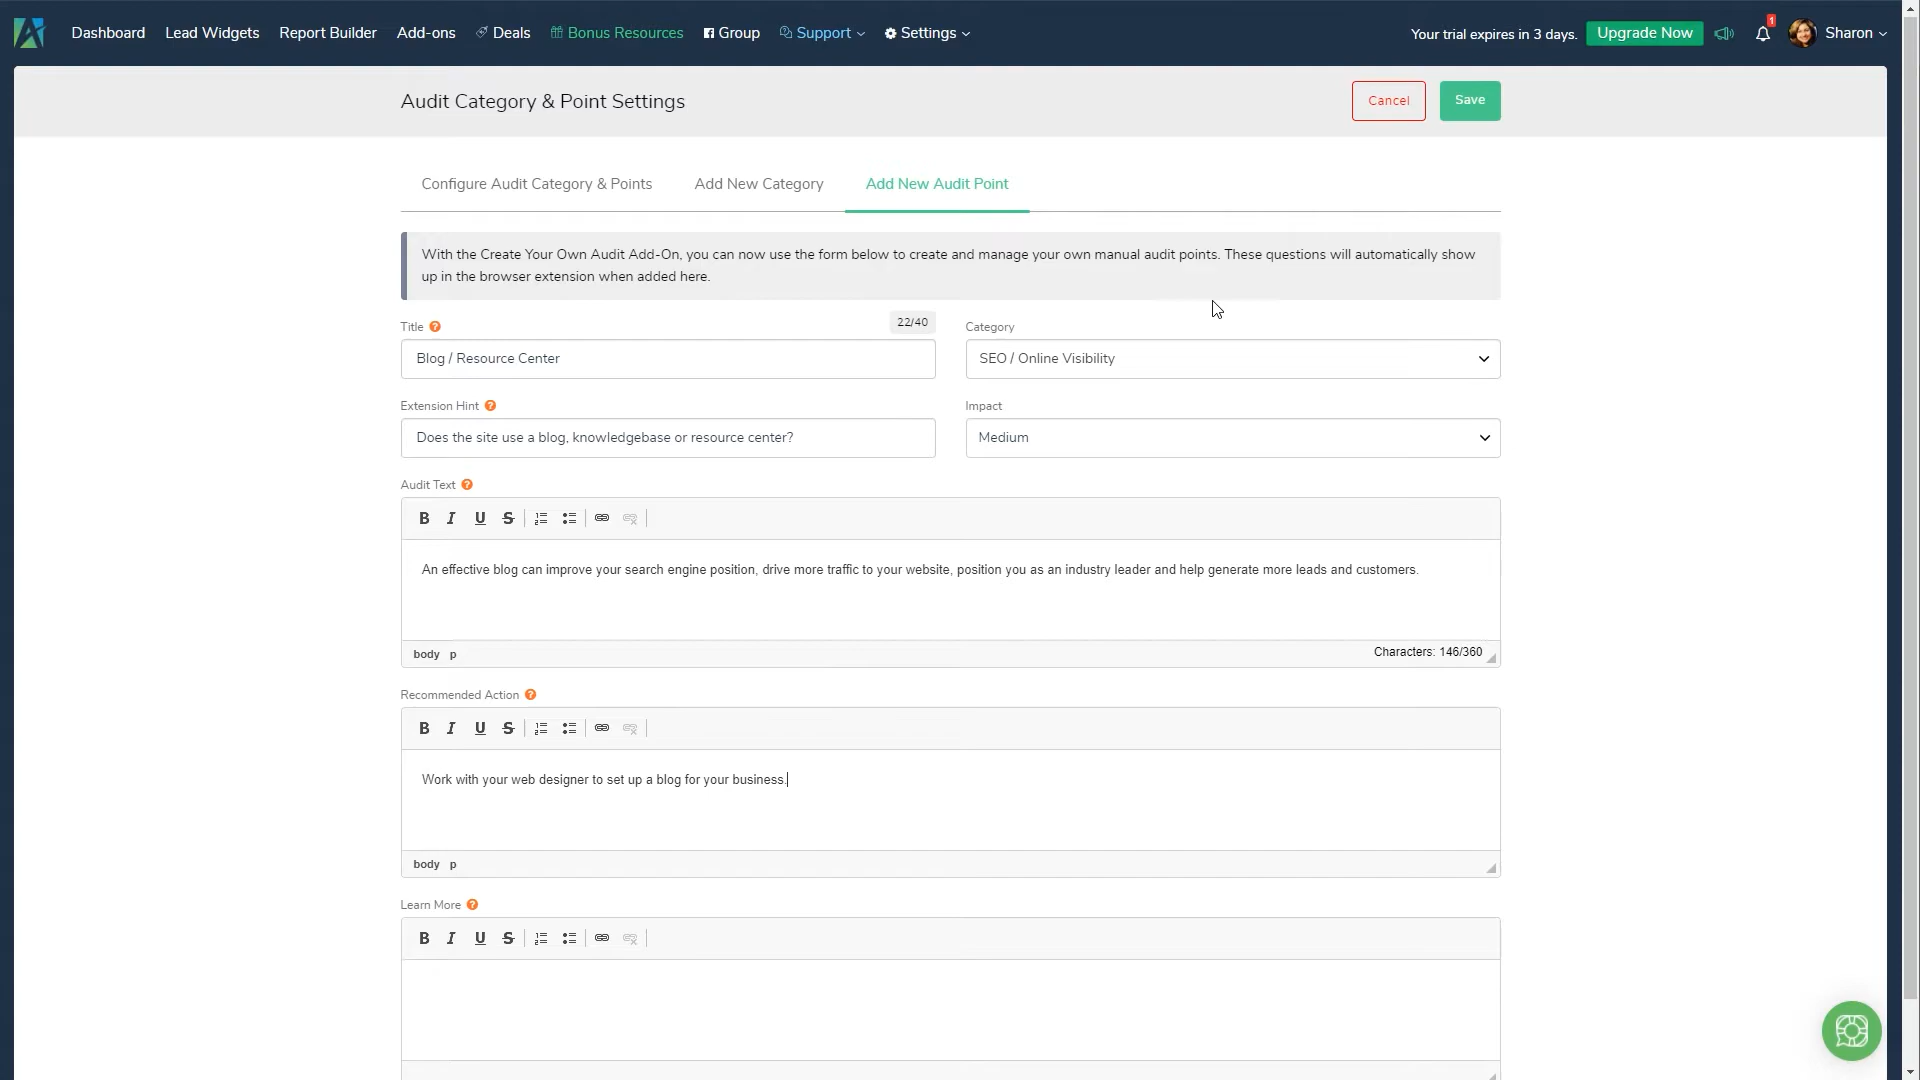 Dashboard Lead Widgets Report Builder Add-ons Deals Bonus Resources Group Support Settings Your trial expires in 3 days. Upgrade Now 1 Sharon
Audit Category & Point Settings Cancel Save
Configure Audit Category & Points Add New Category Add New Audit Point
With the Create Your Own Audit Add-On, you can now use the form below to create and manage your own manual audit points. These questions will automatically show
up in the browser extension when added here.
Title ? 22/40 Category
Blog / Resource Center SEO / Online Visibility
Extension Hint ? Impact
Does the site use a blog, knowledgebase or resource center? Medium
Audit Text ?
B I U S
An effective blog can improve your search engine position, drive more traffic to your website, position you as an industry leader and help generate more leads and customers.
body p Characters: 146/360
Recommended Action ?
B I U S
Work with your web designer to set up a blog for your business.
body p
Learn More ?
B I U S